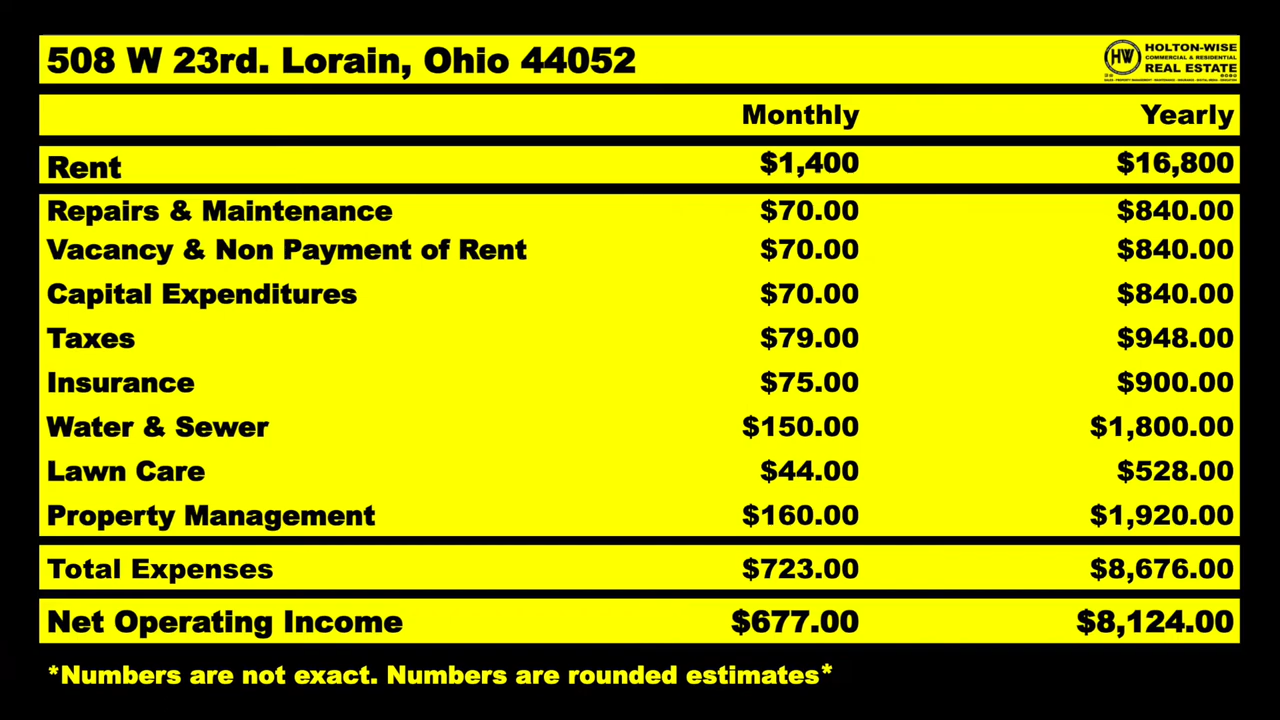 508 W 23rd. Lorain, Ohio 44052
HW
HOLTON-WISE
COMMERCIAL & RESIDENTIAL
REAL ESTATE
Monthly Yearly
Rent $1,400 $16,800
Repairs & Maintenance $70.00 $840.00
Vacancy & Non Payment of Rent $70.00 $840.00
Capital Expenditures $70.00 $840.00
Taxes $79.00 $948.00
Insurance $75.00 $900.00
Water & Sewer $150.00 $1,800.00
Lawn Care $44.00 $528.00
Property Management $160.00 $1,920.00
Total Expenses $723.00 $8,676.00
Net Operating Income $677.00 $8,124.00
*Numbers are not exact. Numbers are rounded estimates*